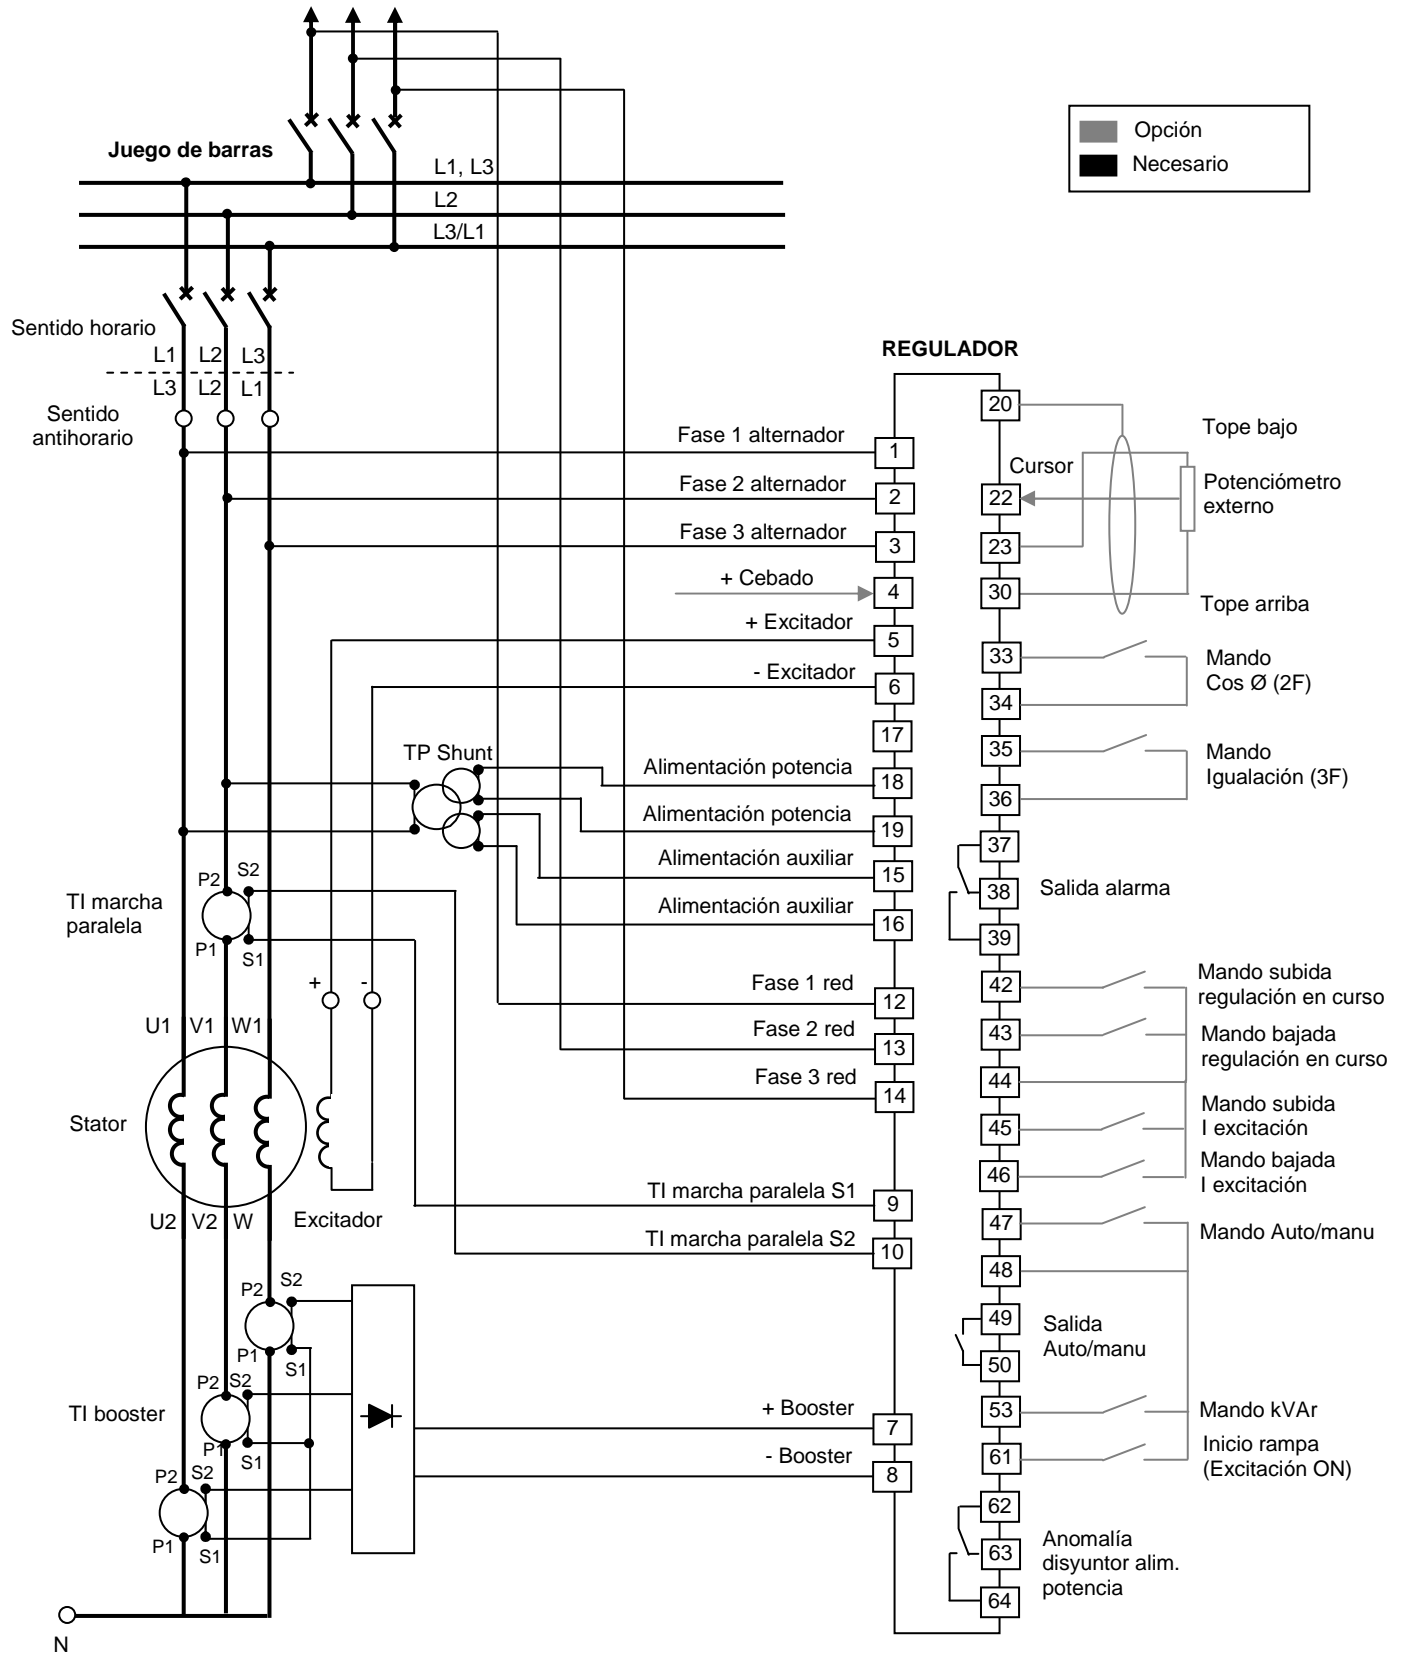 Juego de barras
L1, L3
L2
L3/L1
Opción
Necesario
Sentido horario
L1 L2 L3
L3 L2 L1
Sentido
antihorario
REGULADOR
Fase 1 alternador
1
Fase 2 alternador
2
Fase 3 alternador
3
+ Cebado
4
+ Excitador
5
- Excitador
6
17
TP Shunt
Alimentación potencia
18
Alimentación potencia
19
Alimentación auxiliar
15
Alimentación auxiliar
16
Fase 1 red
12
Fase 2 red
13
Fase 3 red
14
TI marcha paralela S1
9
TI marcha paralela S2
10
+ Booster
7
- Booster
8
20
Tope bajo
Cursor
22
Potenciómetro
externo
23
30
Tope arriba
33
Mando
Cos Ø (2F)
34
35
Mando
Igualación (3F)
36
37
38
Salida alarma
39
42
Mando subida
regulación en curso
43
Mando bajada
regulación en curso
44
Mando subida
I excitación
45
Mando bajada
I excitación
46
47
Mando Auto/manu
48
49
Salida
Auto/manu
50
53
Mando kVAr
61
Inicio rampa
(Excitación ON)
62
63
Anomalía
disyuntor alim.
potencia
64
TI marcha
paralela
P2
S2
P1
S1
+
-
U1 V1 W1
Stator
U2 V2 W
Excitador
P2
S2
P1
S1
TI booster
P2
S2
P1
S1
P2
S2
P1
S1
N